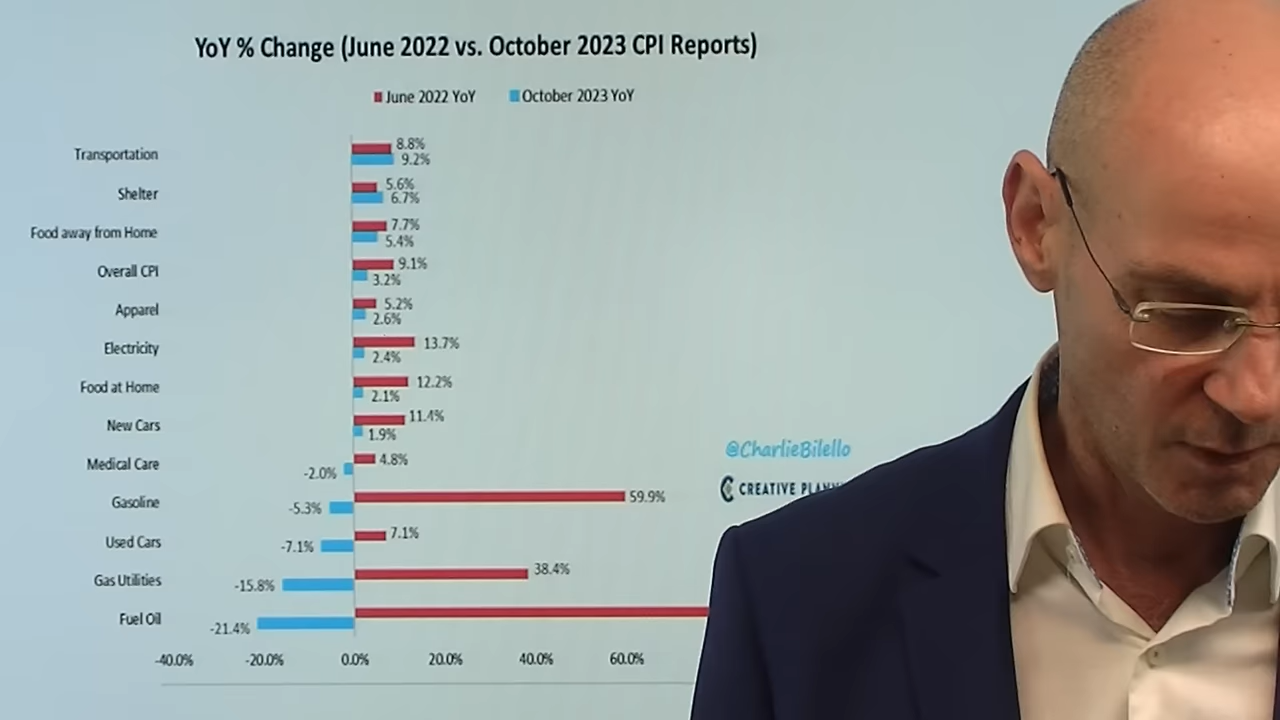 YoY % Change (June 2022 vs. October 2023 CPI Reports)
June 2022 YoY October 2023 YoY
Transportation 8.8% 9.2%
Shelter 5.6% 6.7%
Food away from Home 7.7% 5.4%
Overall CPI 9.1% 3.2%
Apparel 5.2% 2.6%
Electricity 13.7% 2.4%
Food at Home 12.2% 2.1%
New Cars 11.4% 1.9%
Medical Care -2.0% 4.8%
Gasoline -5.3% 59.9%
Used Cars -7.1% 7.1%
Gas Utilities -15.8% 38.4%
Fuel Oil -21.4%
-40.0% -20.0% 0.0% 20.0% 40.0% 60.0%
@CharlieBilello
CREATIVE